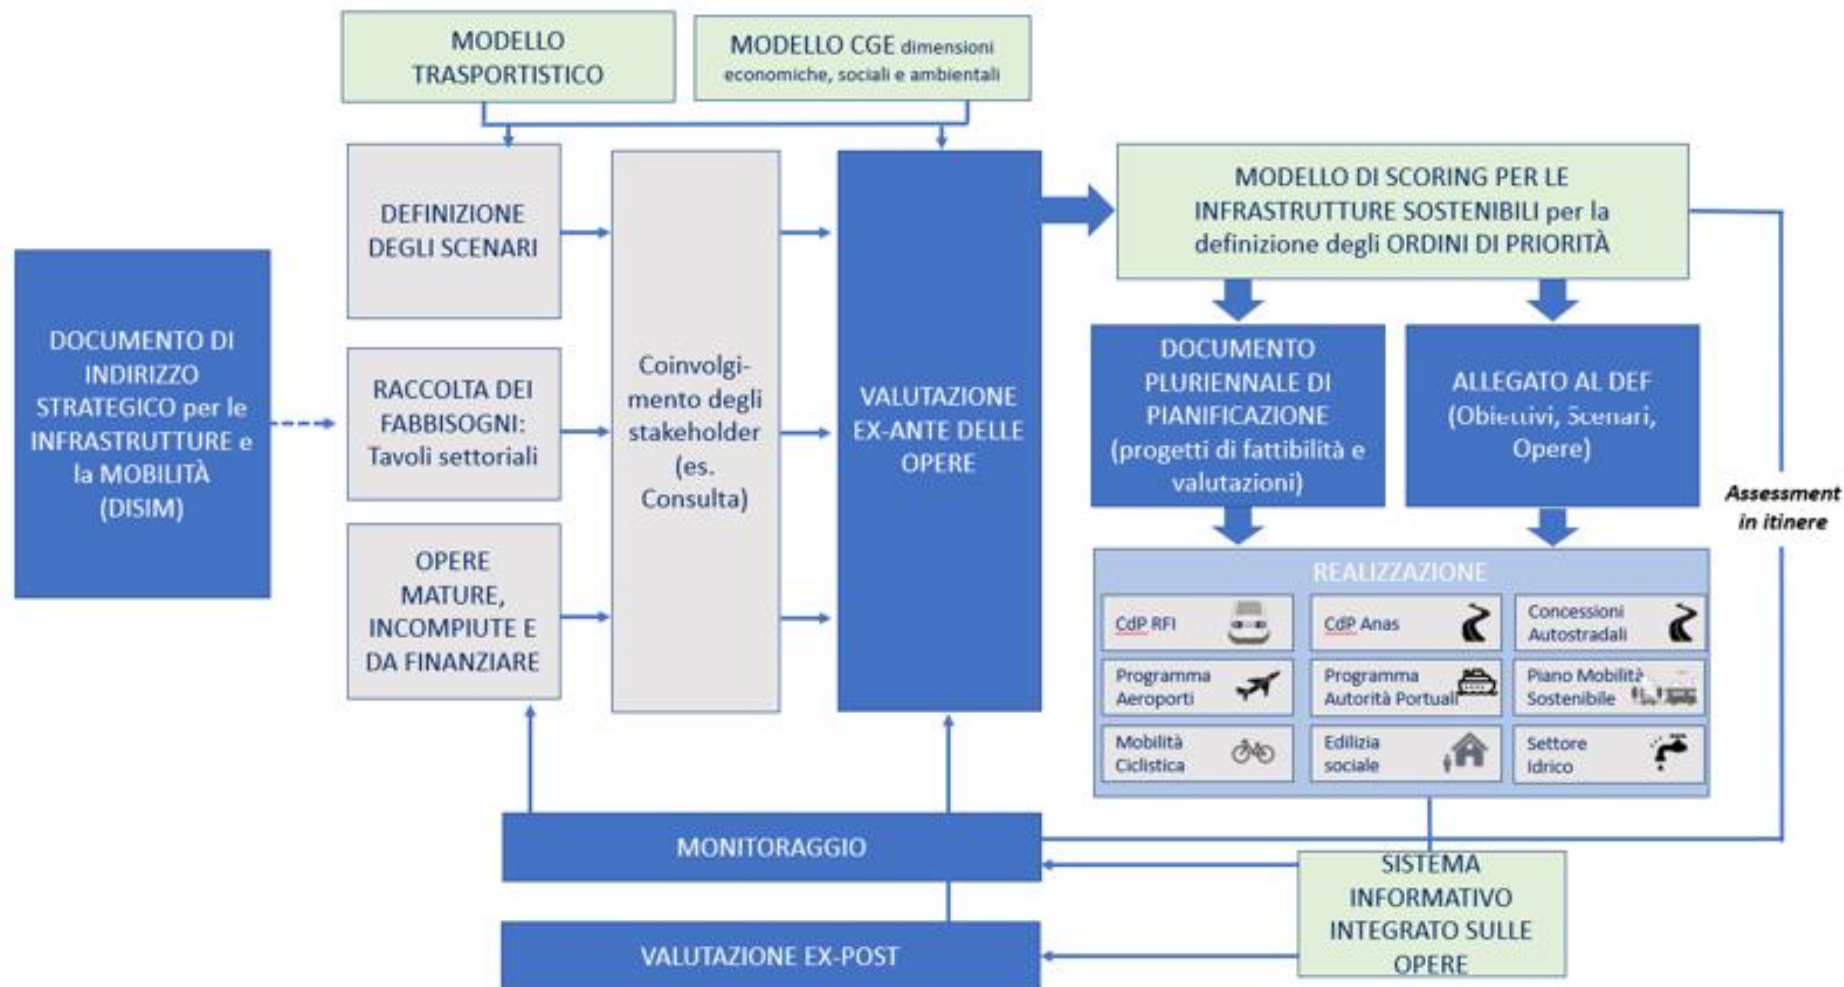 MODELLO
TRASPORTISTICO
MODELLO CGE dimensioni
economiche, sociali e ambientali
DOCUMENTO DI
INDIRIZZO
STRATEGICO per le
INFRASTRUTTURE e
la MOBILITÀ
(DISIM)
DEFINIZIONE
DEGLI SCENARI
RACCOLTA DEI
FABBISOGNI:
Tavoli settoriali
OPERE
MATURE,
INCOMPIUTE E
DA FINANZIARE
Coinvolgi-
mento degli
stakeholder
(es.
Consulta)
VALUTAZIONE
EX-ANTE DELLE
OPERE
MODELLO DI SCORING PER LE
INFRASTRUTTURE SOSTENIBILI per la
definizione degli ORDINI DI PRIORITÀ
DOCUMENTO
PLURIENNALE DI
PIANIFICAZIONE
(progetti di fattibilità e
valutazioni)
ALLEGATO AL DEF
(Obiettivi, Scenari,
Opere)
Assessment
in itinere
REALIZZAZIONE
CdP RFI
CdP Anas
Concessioni
Autostradali
Programma
Aeroporti
Programma
Autorità Portuali
Piano Mobilità
Sostenibile
Mobilità
Ciclistica
Edilizia
sociale
Settore
Idrico
MONITORAGGIO
VALUTAZIONE EX-POST
SISTEMA
INFORMATIVO
INTEGRATO SULLE
OPERE